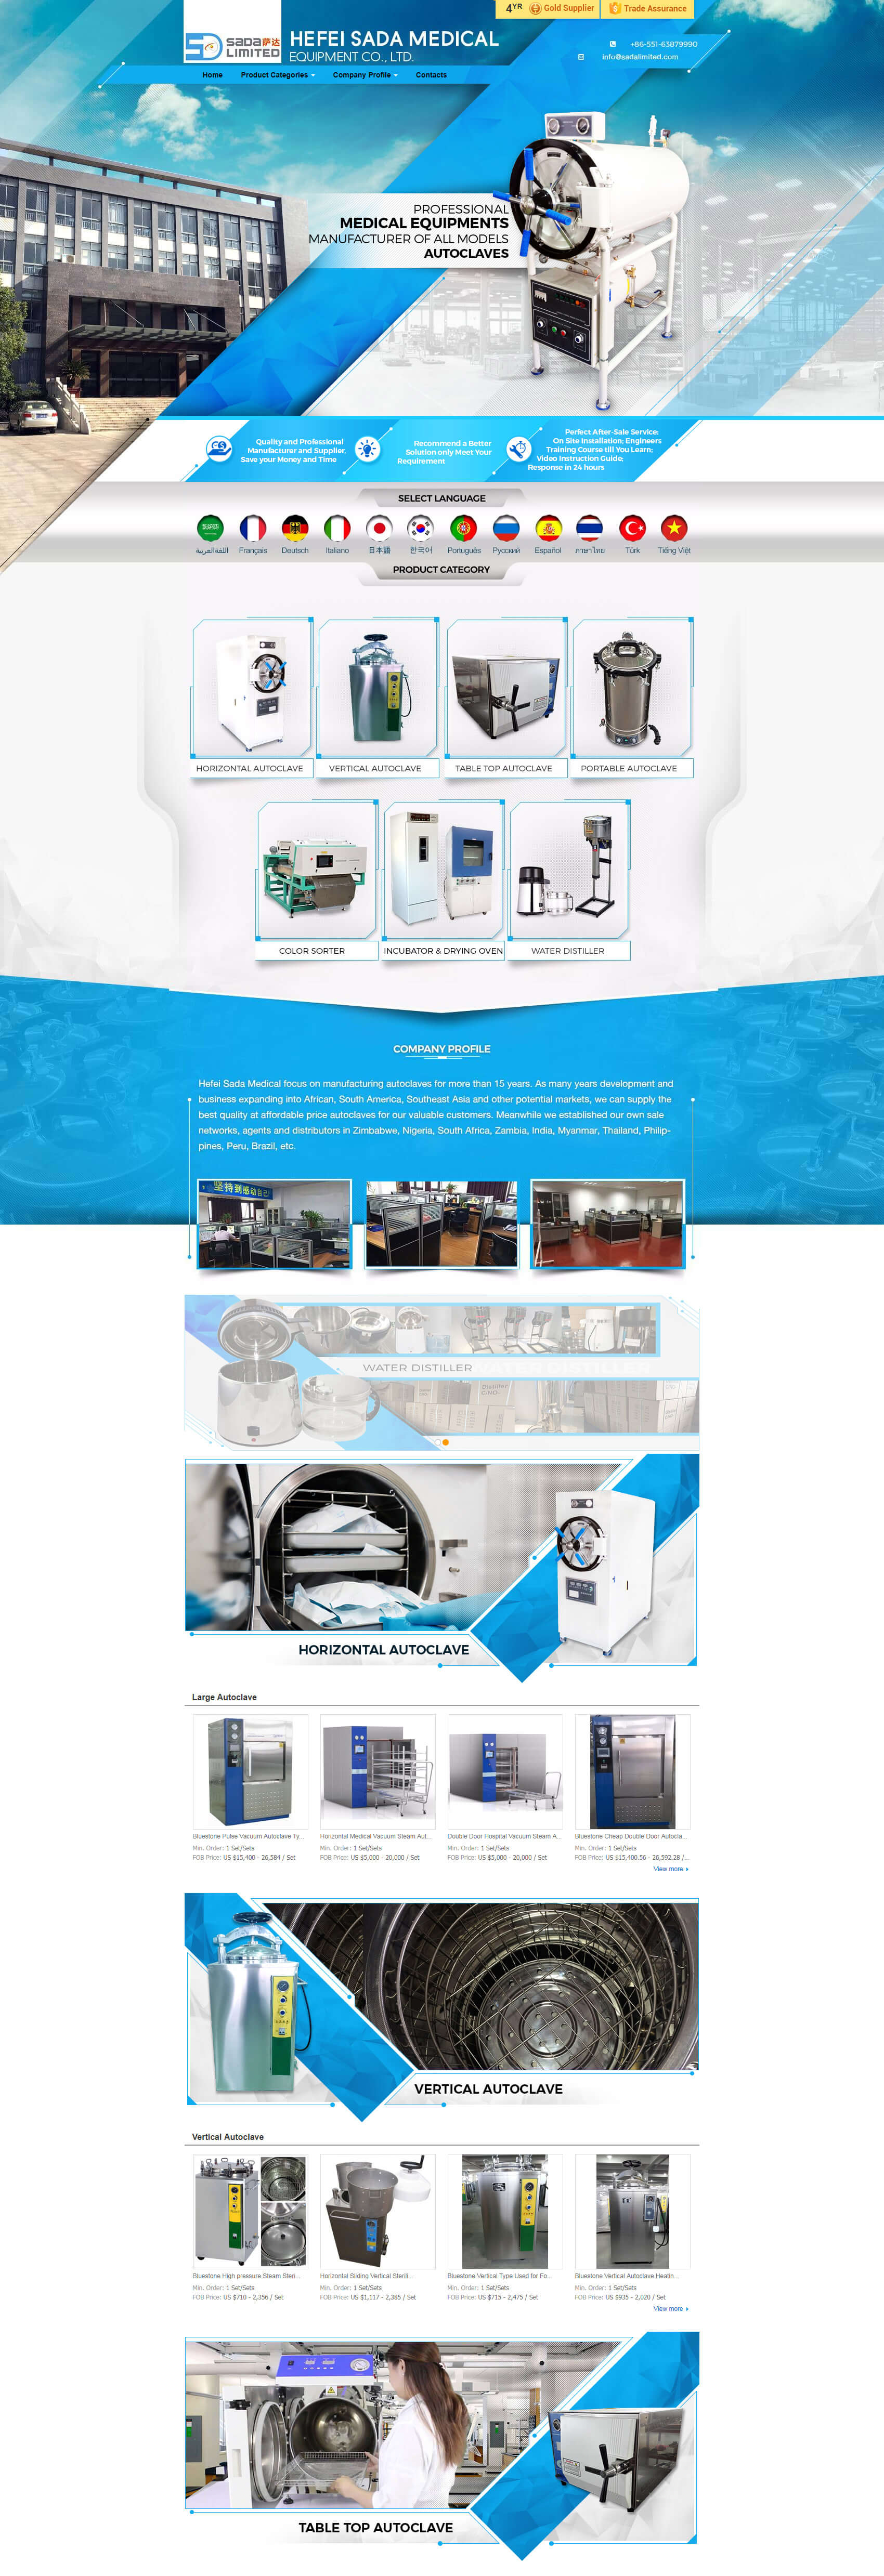 4YR Gold Supplier Trade Assurance
SADA萨达
LIMITED
HEFEI SADA MEDICAL
EQUIPMENT CO., LTD.
+86-551-63879990
info@sadalimited.com
Home Product Categories Company Profile Contacts
PROFESSIONAL
MEDICAL EQUIPMENTS
MANUFACTURER OF ALL MODELS
AUTOCLAVES
Quality and Professional
Manufacturer and Supplier,
Save your Money and Time
Recommend a Better
Solution only Meet Your
Requirement
Perfect After-Sale Service;
On Site Installation; Engineers
Training Course till You Learn;
Video Instruction Guide;
Response in 24 hours
SELECT LANGUAGE
اللغةالعربية Français Deutsch Italiano 日本語 한국어 Português Русский Español ภาษาไทย Türk Tiếng Việt
PRODUCT CATEGORY
HORIZONTAL AUTOCLAVE VERTICAL AUTOCLAVE TABLE TOP AUTOCLAVE PORTABLE AUTOCLAVE
COLOR SORTER INCUBATOR & DRYING OVEN WATER DISTILLER
COMPANY PROFILE
Hefei Sada Medical focus on manufacturing autoclaves for more than 15 years. As many years development and
business expanding into African, South America, Southeast Asia and other potential markets, we can supply the
best quality at affordable price autoclaves for our valuable customers. Meanwhile we established our own sale
networks, agents and distributors in Zimbabwe, Nigeria, South Africa, Zambia, India, Myanmar, Thailand, Philip-
pines, Peru, Brazil, etc.
坚持到感动自己
WATER DISTILLER
HORIZONTAL AUTOCLAVE
Large Autoclave
Bluestone Pulse Vacuum Autoclave Ty... Horizontal Medical Vacuum Steam Aut... Double Door Hospital Vacuum Steam A... Bluestone Cheap Double Door Autocla...
Min. Order: 1 Set/Sets Min. Order: 1 Set/Sets Min. Order: 1 Set/Sets Min. Order: 1 Set/Sets
FOB Price: US $15,400 - 26,584 / Set FOB Price: US $5,000 - 20,000 / Set FOB Price: US $5,000 - 20,000 / Set FOB Price: US $15,400.56 - 26,592.28 /...
View more
VERTICAL AUTOCLAVE
Vertical Autoclave
Bluestone High pressure Steam Steri... Horizontal Sliding Vertical Sterili... Bluestone Vertical Type Used for Fo... Bluestone Vertical Autoclave Heatin...
Min. Order: 1 Set/Sets Min. Order: 1 Set/Sets Min. Order: 1 Set/Sets Min. Order: 1 Set/Sets
FOB Price: US $710 - 2,356 / Set FOB Price: US $1,117 - 2,385 / Set FOB Price: US $715 - 2,475 / Set FOB Price: US $935 - 2,020 / Set
View more
TABLE TOP AUTOCLAVE